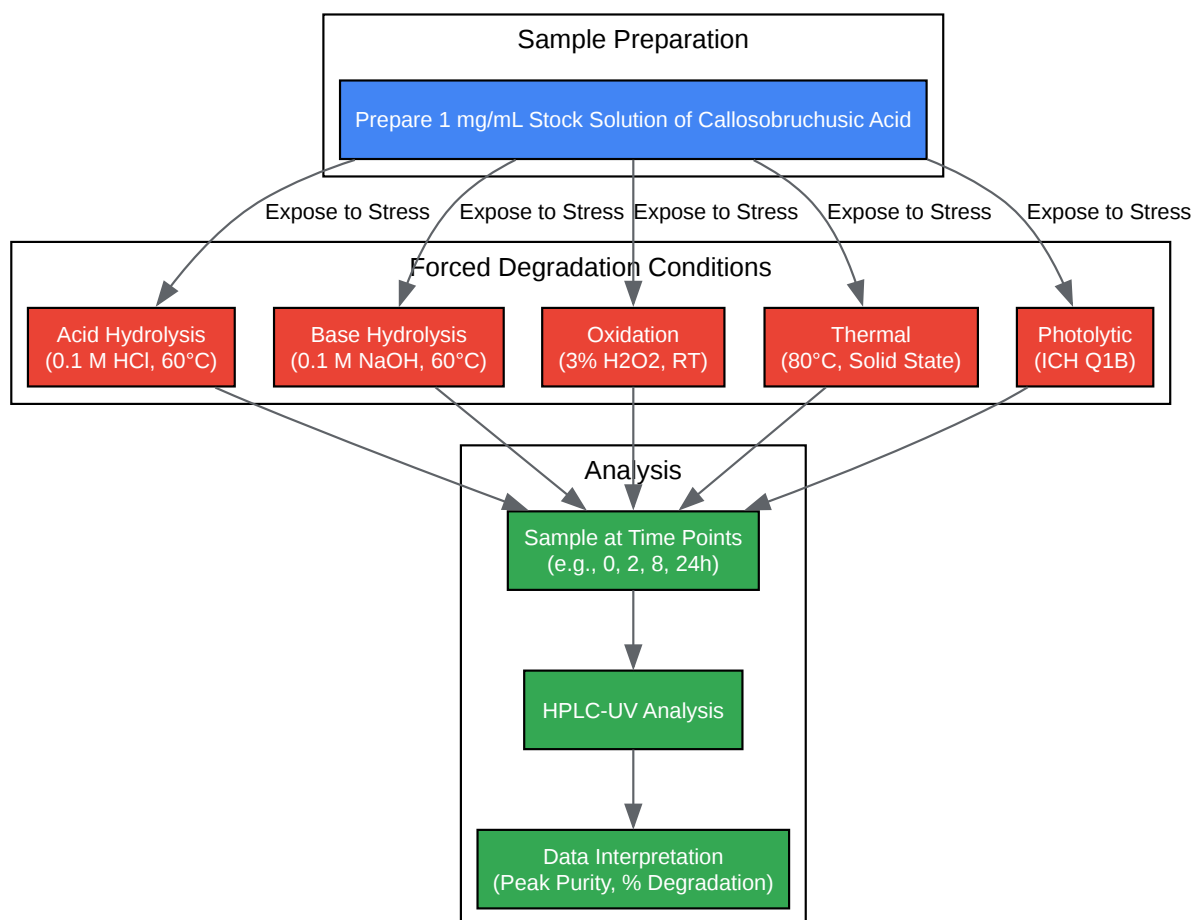 Sample Preparation
Prepare 1 mg/mL Stock Solution of Callosobruchusic Acid
Expose to Stress
Expose to Stress
Expose to Stress
Expose to Stress
Expose to Stress
Forced Degradation Conditions
Acid Hydrolysis
(0.1 M HCl, 60°C)
Base Hydrolysis
(0.1 M NaOH, 60°C)
Oxidation
(3% H2O2, RT)
Thermal
(80°C, Solid State)
Photolytic
(ICH Q1B)
Analysis
Sample at Time Points
(e.g., 0, 2, 8, 24h)
HPLC-UV Analysis
Data Interpretation
(Peak Purity, % Degradation)